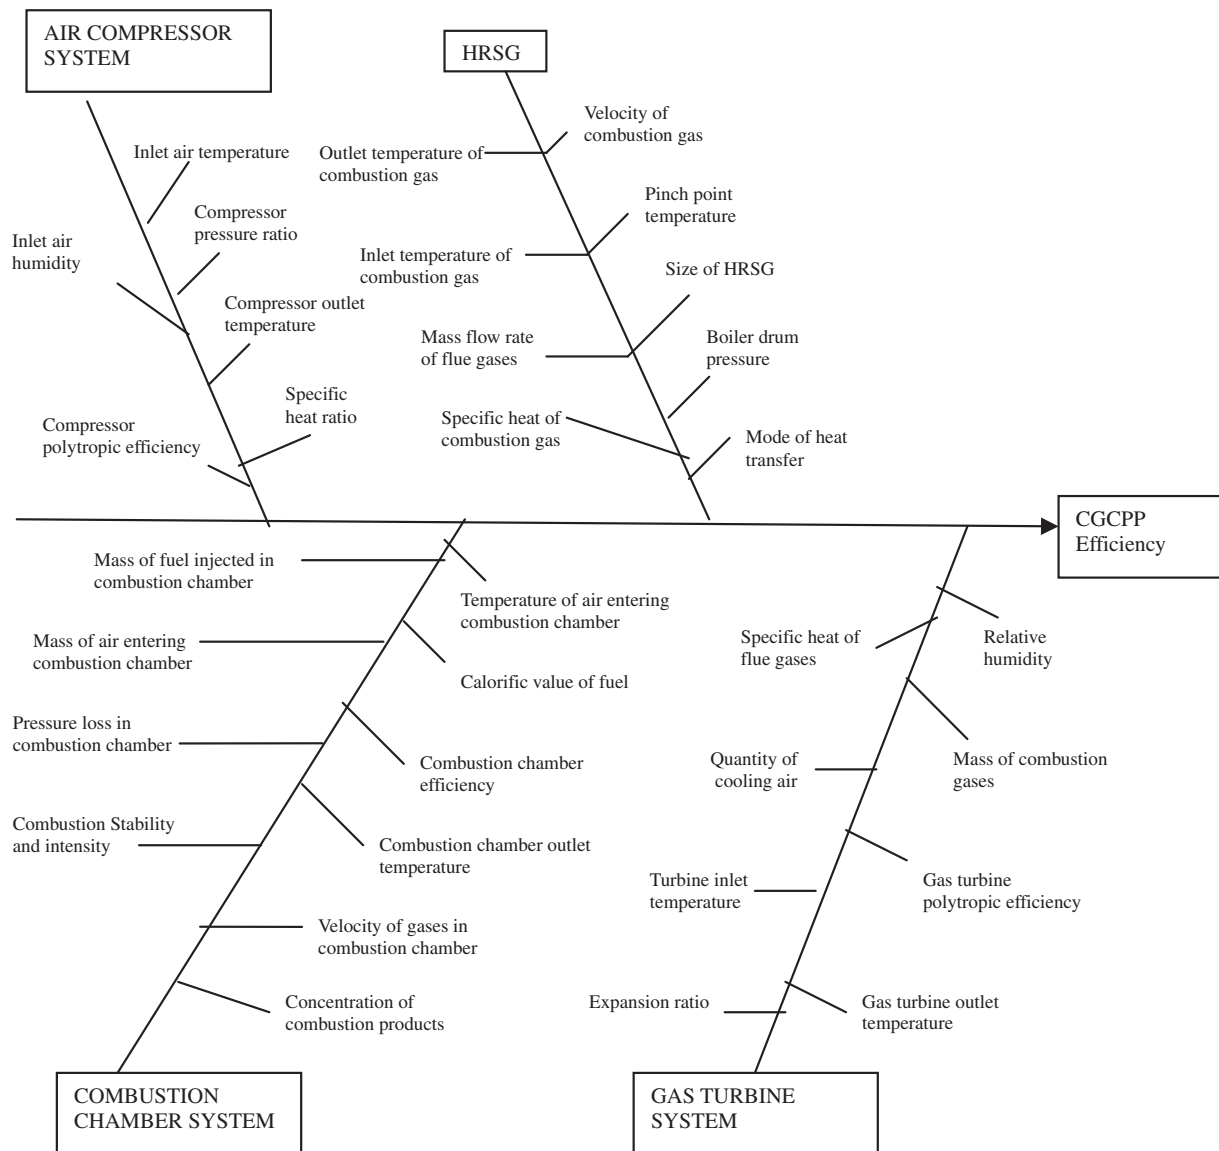 AIR COMPRESSOR
SYSTEM
HRSG
Velocity of
combustion gas
Outlet temperature of
combustion gas
Inlet air temperature
Pinch point
temperature
Compressor
pressure ratio
Inlet air
humidity
Inlet temperature of
combustion gas
Size of HRSG
Compressor outlet
temperature
Mass flow rate
of flue gases
Boiler drum
pressure
Specific
heat ratio
Compressor
polytropic efficiency
Specific heat of
combustion gas
Mode of heat
transfer
CGCPP
Efficiency
Mass of fuel injected in
combustion chamber
Temperature of air entering
combustion chamber
Mass of air entering
combustion chamber
Calorific value of fuel
Specific heat of
flue gases
Relative
humidity
Pressure loss in
combustion chamber
Combustion chamber
efficiency
Quantity of
cooling air
Mass of combustion
gases
Combustion Stability
and intensity
Combustion chamber outlet
temperature
Turbine inlet
temperature
Gas turbine
polytropic efficiency
Velocity of gases in
combustion chamber
Concentration of
combustion products
Expansion ratio
Gas turbine outlet
temperature
COMBUSTION
CHAMBER SYSTEM
GAS TURBINE
SYSTEM